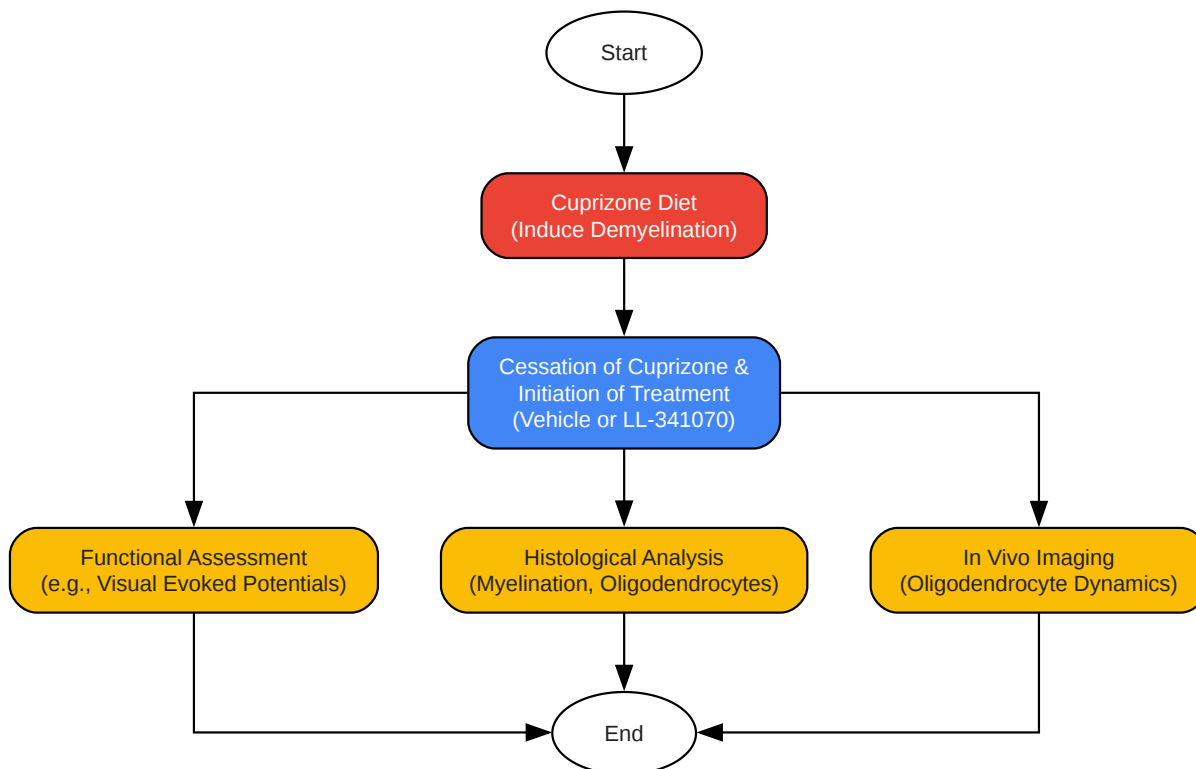 Start
Cuprizone Diet
(Induce Demyelination)
Cessation of Cuprizone &
Initiation of Treatment
(Vehicle or LL-341070)
Functional Assessment
(e.g., Visual Evoked Potentials)
Histological Analysis
(Myelination, Oligodendrocytes)
In Vivo Imaging
(Oligodendrocyte Dynamics)
End